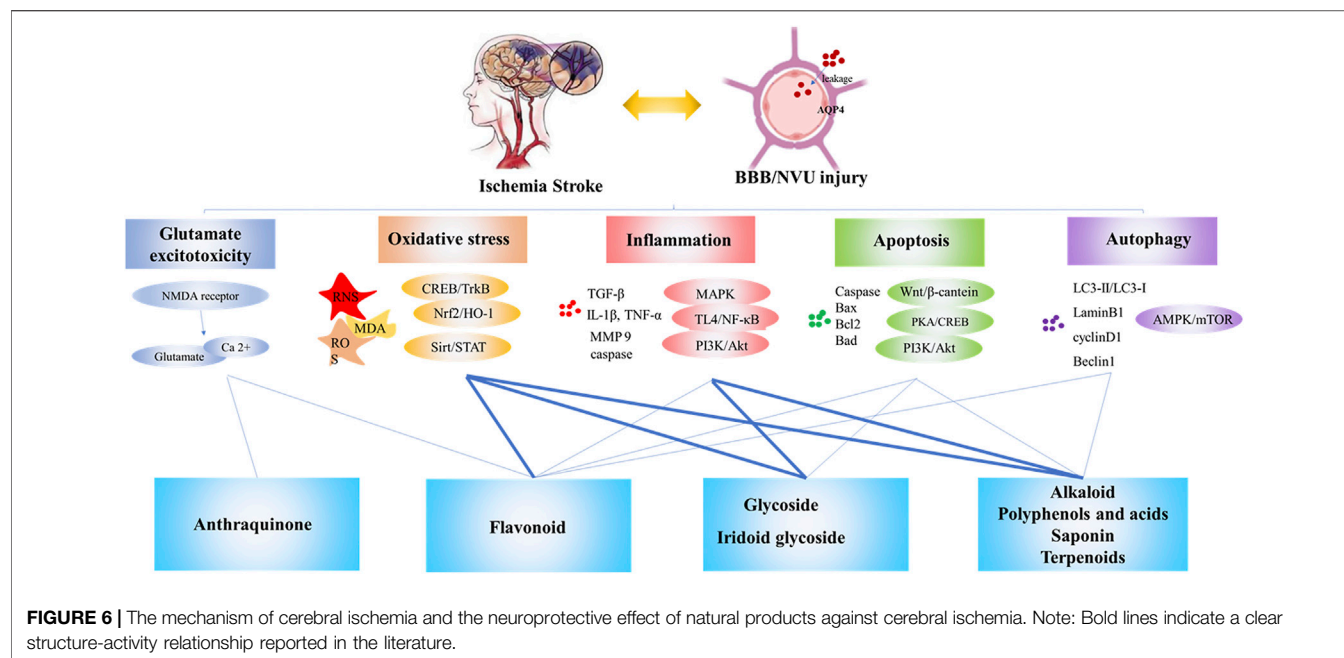 leakage
AQP4
Ischemia Stroke
BBB/NVU injury
Glutamate
excitotoxicity
NMDA receptor
Glutamate
Ca 2+
Oxidative stress
RNS
MDA
RO
S
CREB/TrkB
Nrf2/HO-1
Sirt/STAT
Inflammation
TGF-β
IL-1β, TNF-α
MMP 9
caspase
MAPK
TL4/NF-κB
PI3K/Akt
Apoptosis
Caspase
Bax
Bcl2
Bad
Wnt/β-cantein
PKA/CREB
PI3K/Akt
Autophagy
LC3-II/LC3-I
LaminB1
cyclinD1
Beclin1
AMPK/mTOR
Anthraquinone
Flavonoid
Glycoside
Iridoid glycoside
Alkaloid
Polyphenols and acids
Saponin
Terpenoids
FIGURE 6 | The mechanism of cerebral ischemia and the neuroprotective effect of natural products against cerebral ischemia. Note: Bold lines indicate a clear
structure-activity relationship reported in the literature.